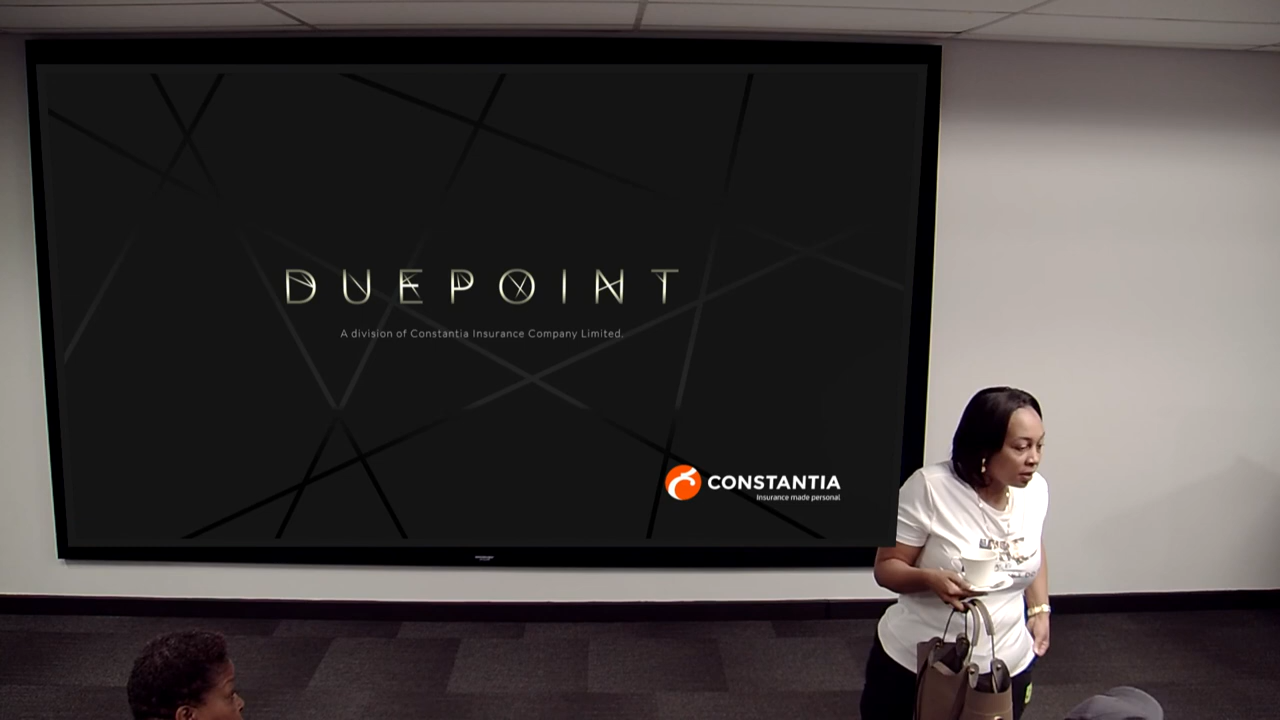 DUEPOINT
A division of Constantia Insurance Company Limited.
CONSTANTIA
Insurance made personal